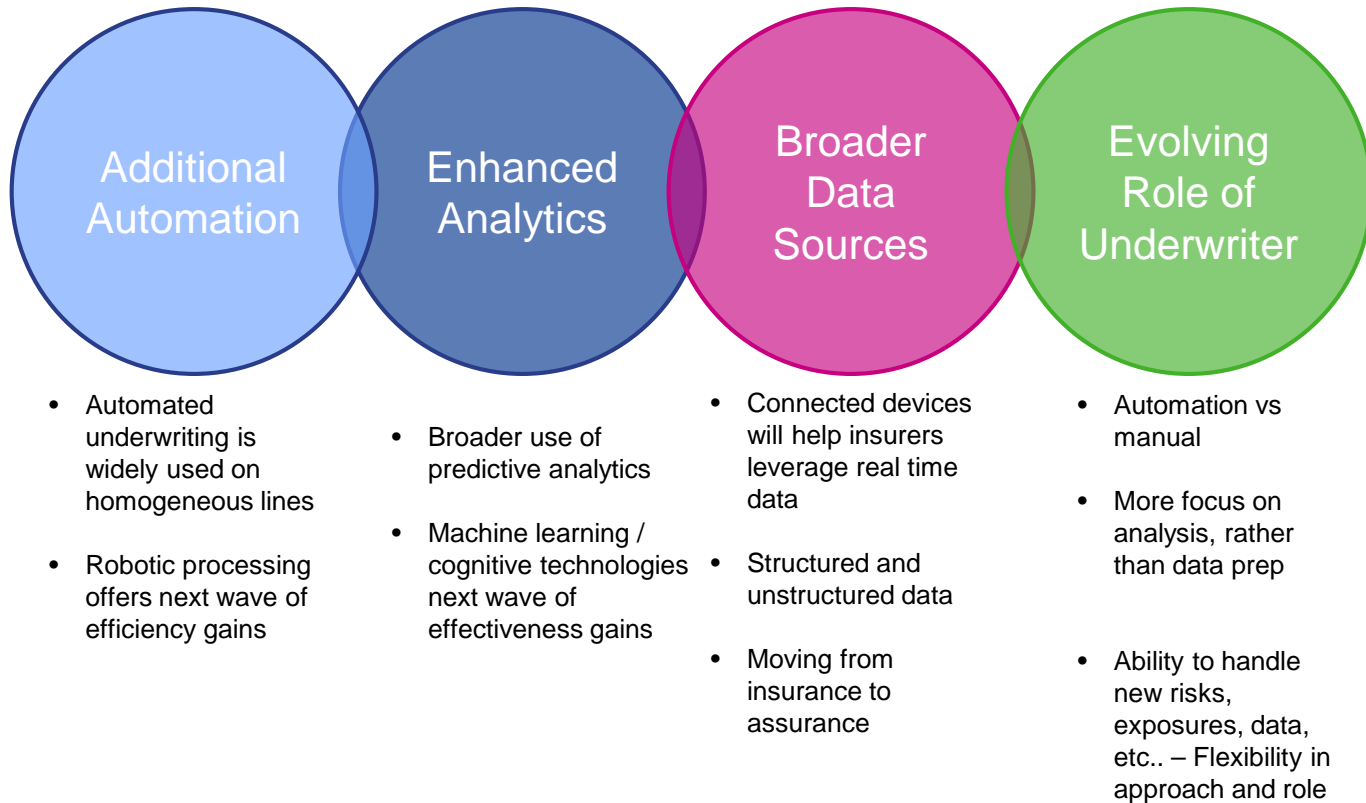 Additional
Automation
Enhanced
Analytics
Broader
Data
Sources
Evolving
Role of
Underwriter
• Automated
underwriting is
widely used on
homogeneous lines
• Robotic processing
offers next wave of
efficiency gains
• Broader use of
predictive analytics
• Machine learning /
cognitive technologies
next wave of
effectiveness gains
• Connected devices
will help insurers
leverage real time
data
• Structured and
unstructured data
• Moving from
insurance to
assurance
• Automation vs
manual
• More focus on
analysis, rather
than data prep
• Ability to handle
new risks,
exposures, data,
etc.. – Flexibility in
approach and role